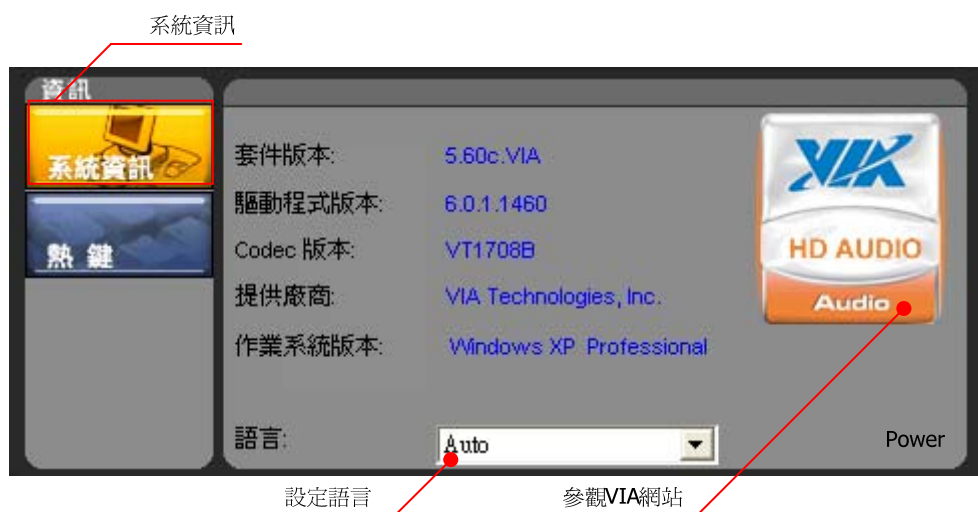 系統資訊
資訊
系統資訊
熱鍵
套件版本: 5.60c.VIA
驅動程式版本: 6.0.1.1460
Codec 版本: VT1708B
提供廠商: VIA Technologies, Inc.
作業系統版本: Windows XP Professional
語言: Auto
VIA
HD AUDIO
Audio
Power
設定語言
參觀VIA網站